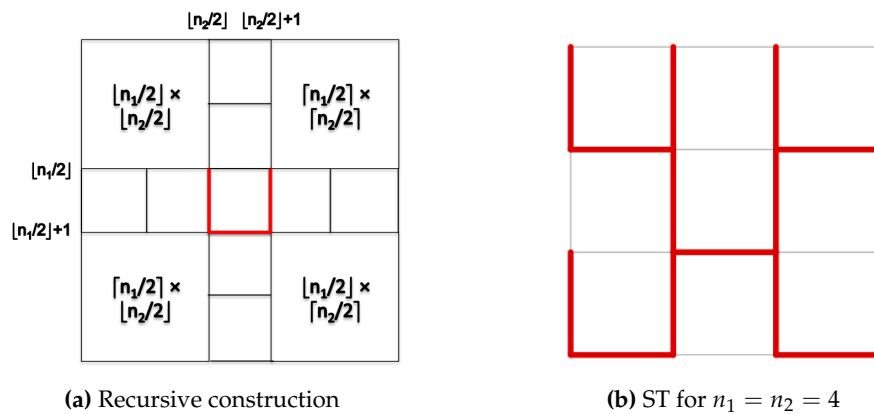 ⌊n₂/2⌋ ⌊n₂/2⌋+1
⌊n₁/2⌋ ×
⌊n₂/2⌋
⌈n₁/2⌉ ×
⌈n₂/2⌉
⌊n₁/2⌋
⌊n₁/2⌋+1
⌈n₁/2⌉ ×
⌊n₂/2⌋
⌊n₁/2⌋ ×
⌈n₂/2⌉
(a) Recursive construction
(b) ST for n₁ = n₂ = 4